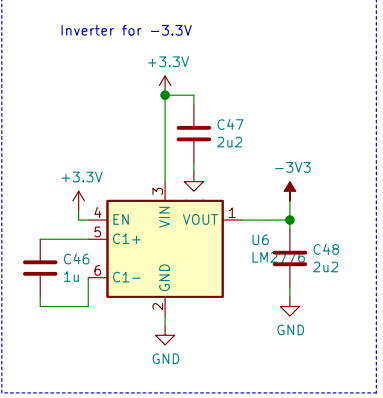 Inverter for -3.3V
+3.3V
C47
2u2
+3.3V
-3V3
3
VIN
4
EN
VOUT
1
5
C1+
U6
LM2776
C48
2u2
C46
1u
6
C1-
GND
2
GND
GND